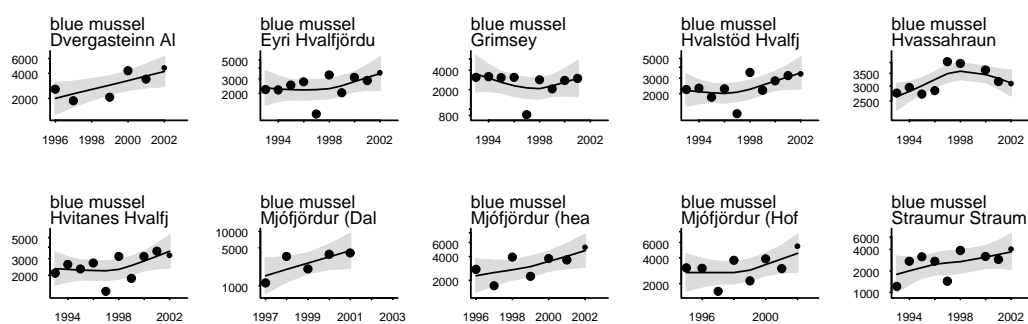 blue mussel
Dvergasteinn Al
6000
4000
2000
1996 1998 2000 2002
blue mussel
Eyri Hvalfjördu
5000
3000
2000
1994 1998 2002
blue mussel
Grimsey
4000
2000
800
1994 1998 2002
blue mussel
Hvalstöd Hvalfj
5000
3000
2000
1994 1998 2002
blue mussel
Hvassahraun
3500
3000
2500
1994 1998 2002
blue mussel
Hvitanes Hvalfj
5000
3000
2000
1994 1998 2002
blue mussel
Mjófjördur (Dal
10000
5000
1000
1997 1999 2001 2003
blue mussel
Mjófjördur (hea
6000
4000
2000
1996 1998 2000 2002
blue mussel
Mjófjördur (Hof
6000
4000
2000
1996 2000
blue mussel
Straumur Straum
6000
4000
2000
1000
1994 1998 2002